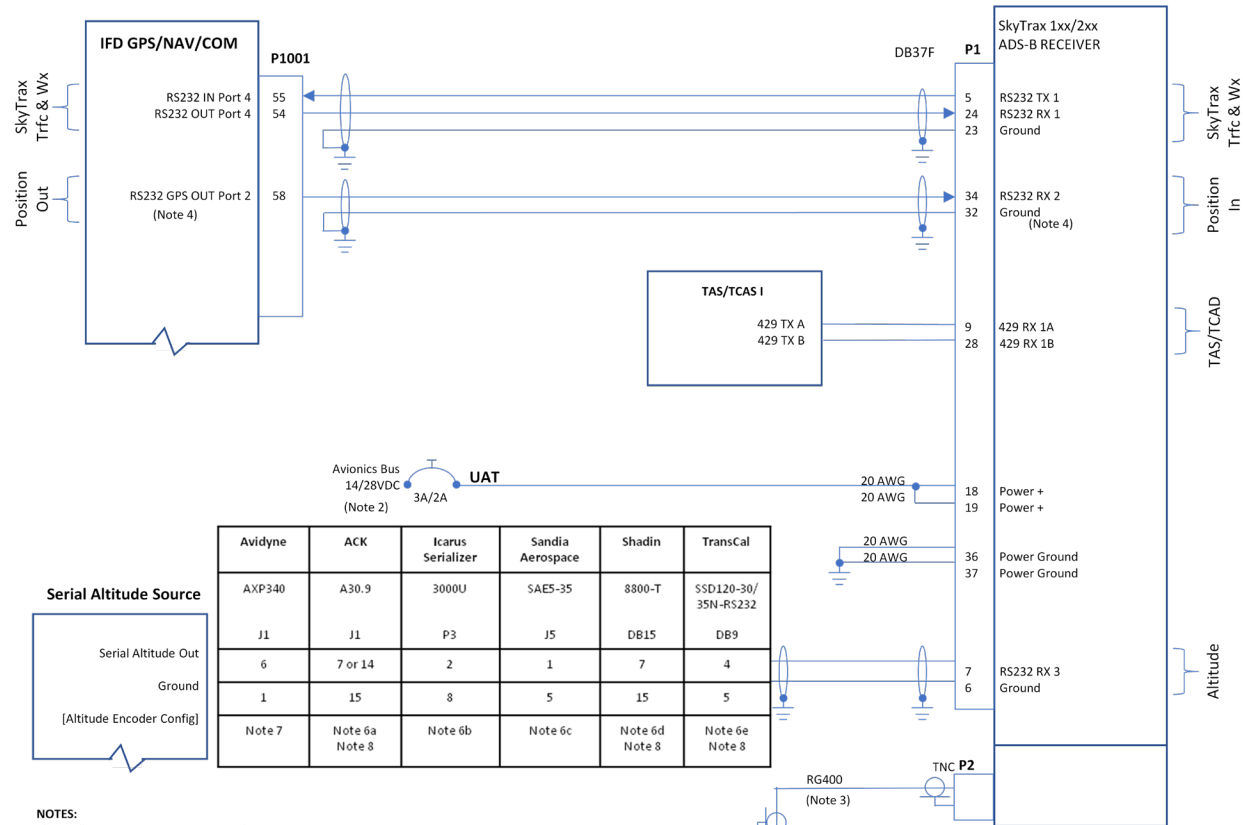 IFD GPS/NAV/COM
P1001
SkyTrax
Trfc & Wx
RS232 IN Port 4
55
RS232 OUT Port 4
54
Position
Out
RS232 GPS OUT Port 2
58
(Note 4)
SkyTrax 1xx/2xx
ADS-B RECEIVER
DB37F
P1
5
RS232 TX 1
24
RS232 RX 1
23
Ground
SkyTrax
Trfc & Wx
34
RS232 RX 2
32
Ground
(Note 4)
Position
In
TAS/TCAS I
429 TX A
429 TX B
9
429 RX 1A
28
429 RX 1B
TAS/TCAD
Avionics Bus
14/28VDC
(Note 2)
3A/2A
UAT
20 AWG
20 AWG
18
Power +
19
Power +
20 AWG
20 AWG
36
Power Ground
37
Power Ground
Serial Altitude Source
Serial Altitude Out
Ground
[Altitude Encoder Config]
Avidyne ACK Icarus Serializer Sandia Aerospace Shadin TransCal
AXP340 A30.9 3000U SAE5-35 8800-T SSD120-30/35N-RS232
J1 J1 P3 J5 DB15 DB9
6 7 or 14 2 1 7 4
1 15 8 5 15 5
Note 7 Note 6a Note 6b Note 6c Note 6d Note 6e
Note 8 Note 8 Note 8
7
RS232 RX 3
6
Ground
Altitude
TNC P2
RG400
(Note 3)
NOTES: